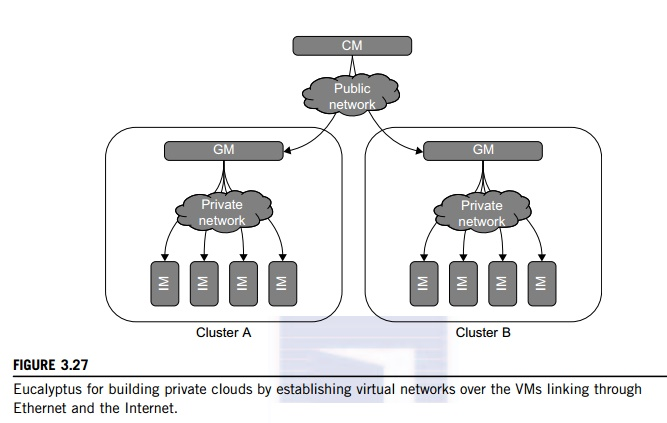 CM
Public
network
GM
GM
Private
network
Private
network
IM
IM
IM
IM
IM
IM
IM
IM
Cluster A
Cluster B
FIGURE 3.27
Eucalyptus for building private clouds by establishing virtual networks over the VMs linking through
Ethernet and the Internet.